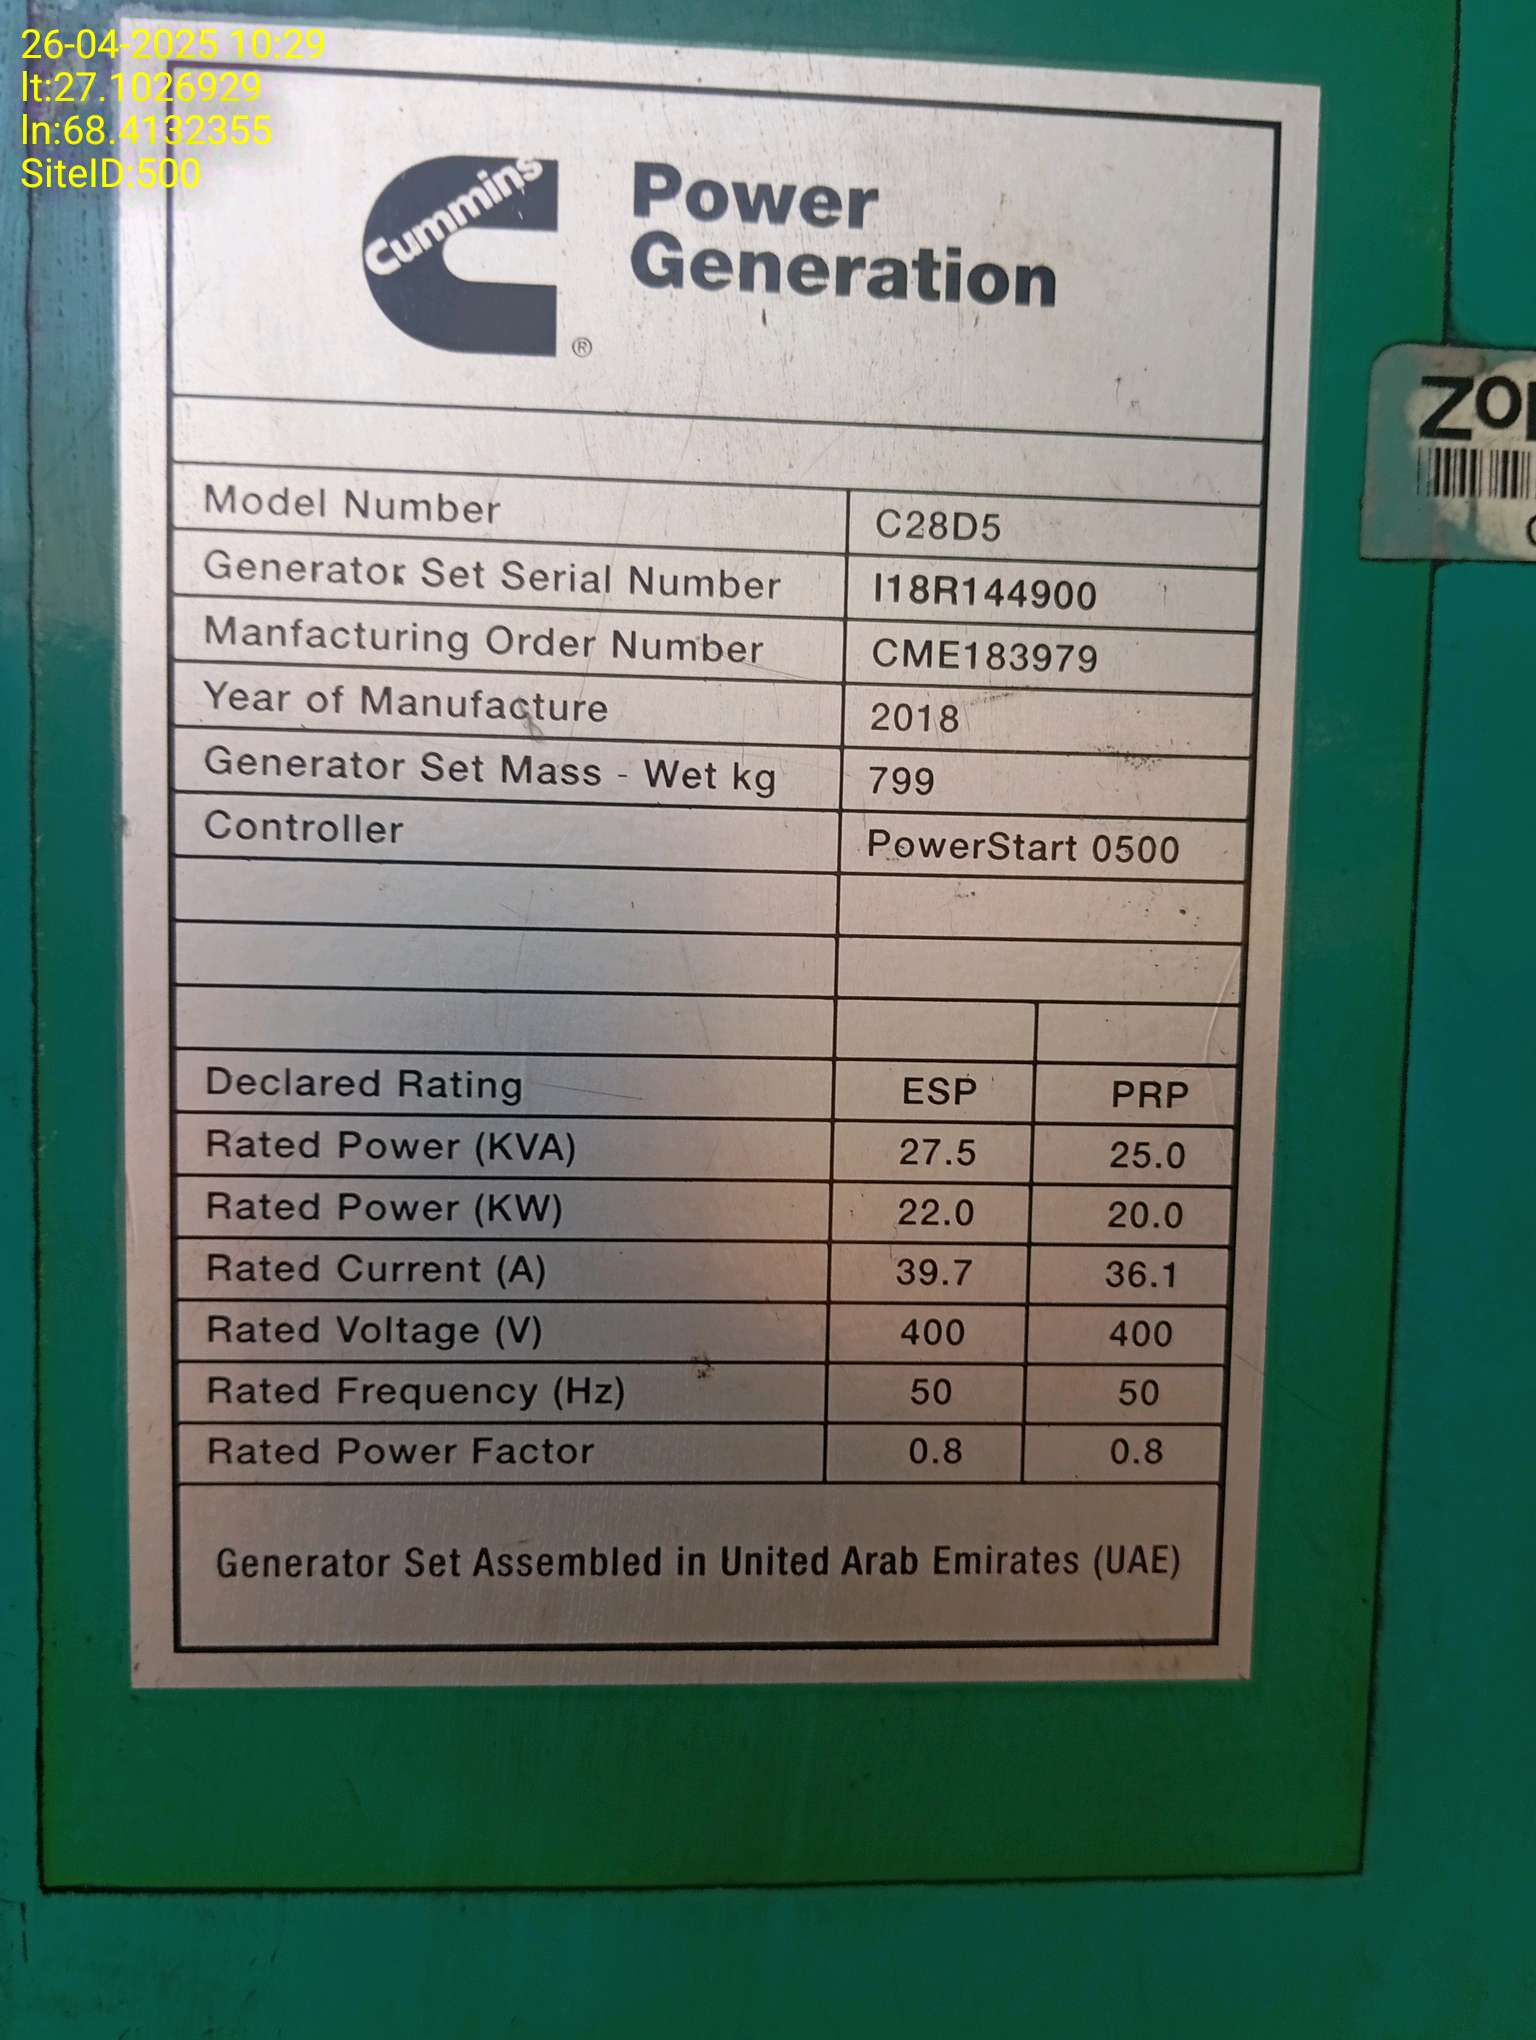 26-04-2025 10:29
lt:27.1026929
ln:68.4132355
SiteID:500
Cummins
®
Power
Generation
Model Number C28D5
Generator Set Serial Number I18R144900
Manfacturing Order Number CME183979
Year of Manufacture 2018
Generator Set Mass - Wet kg 799
Controller PowerStart 0500
Declared Rating ESP PRP
Rated Power (KVA) 27.5 25.0
Rated Power (KW) 22.0 20.0
Rated Current (A) 39.7 36.1
Rated Voltage (V) 400 400
Rated Frequency (Hz) 50 50
Rated Power Factor 0.8 0.8
Generator Set Assembled in United Arab Emirates (UAE)